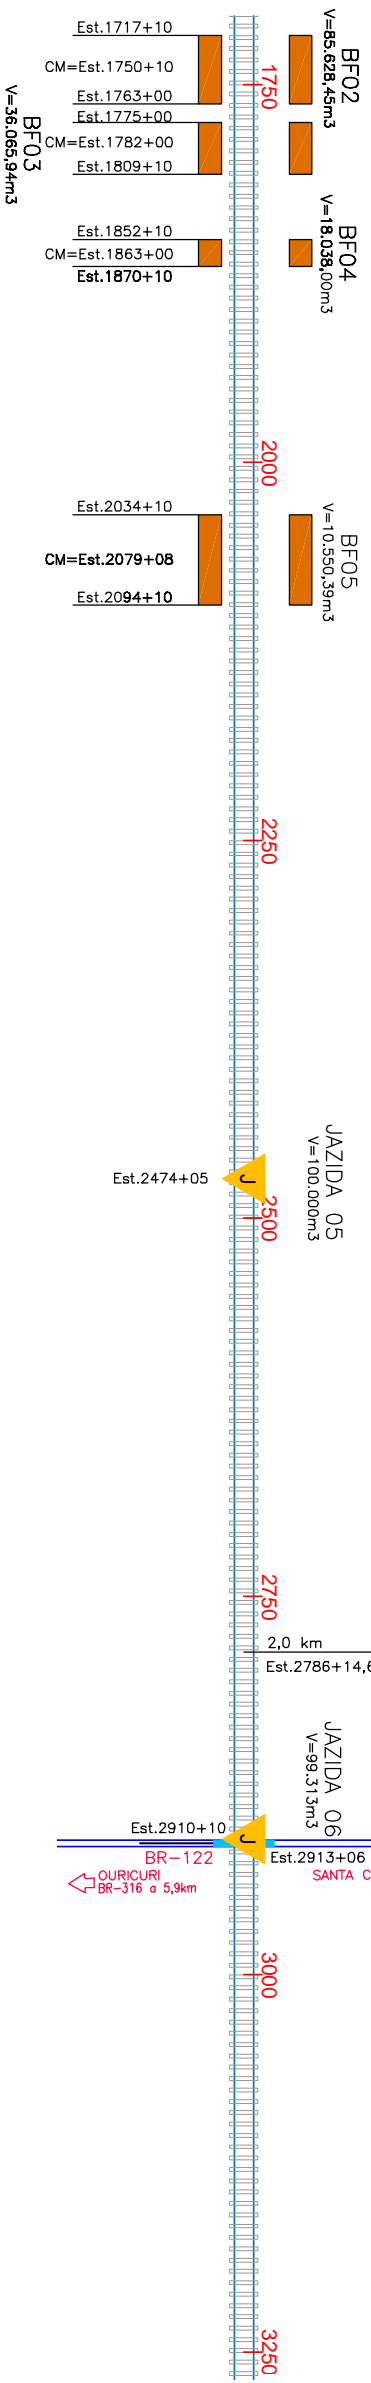 Est.1717+10
CM=Est.1750+10
Est.1763+00
BF02
V=85.628,45m3
1750
Est.1775+00
CM=Est.1782+00
Est.1809+10
BF03
V=36.065,94m3
Est.1852+10
CM=Est.1863+00
Est.1870+10
BF04
V=18.038,00m3
2000
Est.2034+10
CM=Est.2079+08
Est.2094+10
BF05
V=10.550,39m3
2250
JAZIDA 05
V=100.000m3
Est.2474+05
J
2500
2750
2,0 km
Est.2786+14,6
JAZIDA 06
V=99.313m3
Est.2910+10
J
Est.2913+06
BR-122
SANTA C
OURICURI
BR-316 a 5,9km
3000
3250